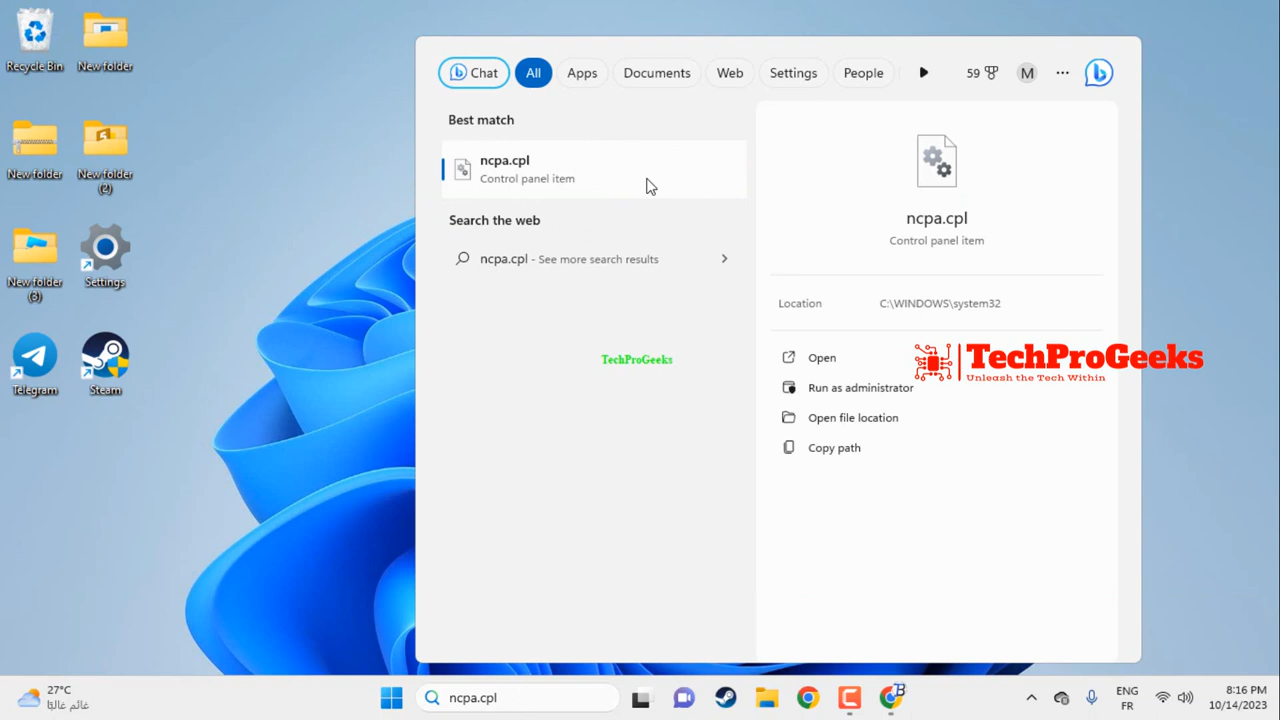 Recycle Bin
New folder
New folder
New folder
(2)
New folder
(3)
Settings
Telegram
Steam
Chat
All
Apps
Documents
Web
Settings
People
59
M
Best match
ncpa.cpl
Control panel item
Search the web
ncpa.cpl - See more search results
TechProGeeks
ncpa.cpl
Control panel item
Location C:\WINDOWS\system32
Open
Run as administrator
Open file location
Copy path
TechProGeeks
Unleash the Tech Within
27°C
غائم غالبًا
ncpa.cpl
ENG
FR
8:16 PM
10/14/2023